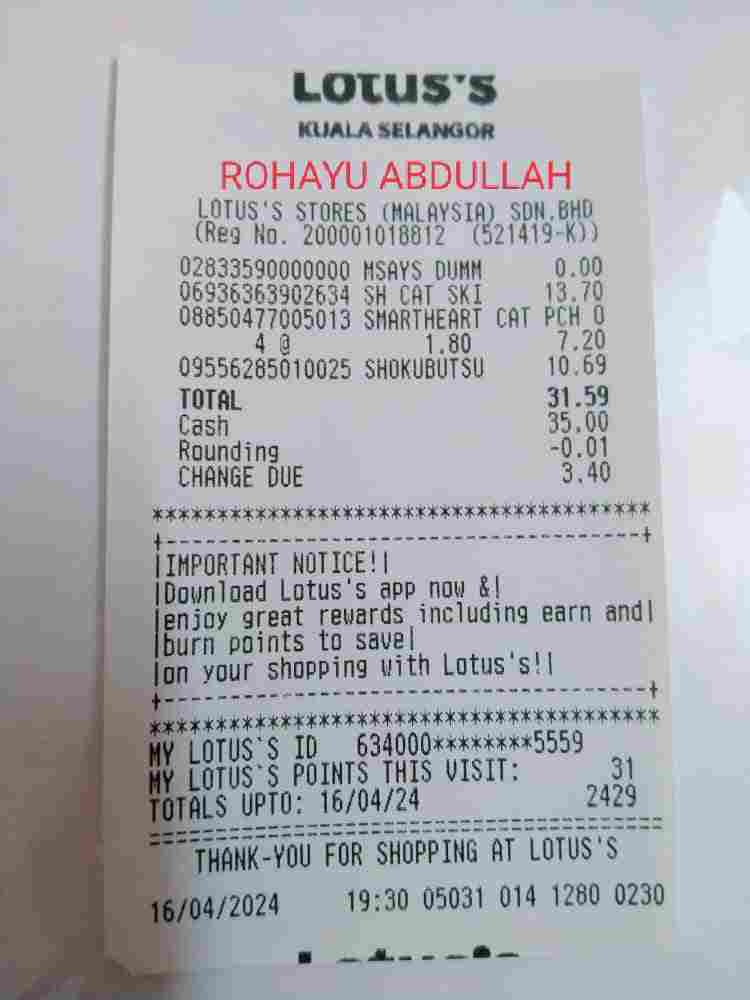 Lotus's
KUALA SELANGOR
ROHAYU ABDULLAH
LOTUS'S STORES (MALAYSIA) SDN.BHD
(Reg No. 200001018812 (521419-K))
02833590000000 MSAYS DUMM 0.00
06936363902634 SH CAT SKI 13.70
08850477005013 SMARTHEART CAT PCH O
4 @ 1.80 7.20
09556285010025 SHOKUBUTSU 10.69
TOTAL 31.59
Cash 35.00
Rounding -0.01
CHANGE DUE 3.40
***************************************
+-------------------------------------+
|IMPORTANT NOTICE!|
|Download Lotus's app now &|
|enjoy great rewards including earn and|
|burn points to save|
|on your shopping with Lotus's!|
+-------------------------------------+
***************************************
MY LOTUS`S ID 634000********5559
MY LOTUS`S POINTS THIS VISIT: 31
TOTALS UPTO: 16/04/24 2429
=======================================
THANK-YOU FOR SHOPPING AT LOTUS'S
16/04/2024 19:30 05031 014 1280 0230